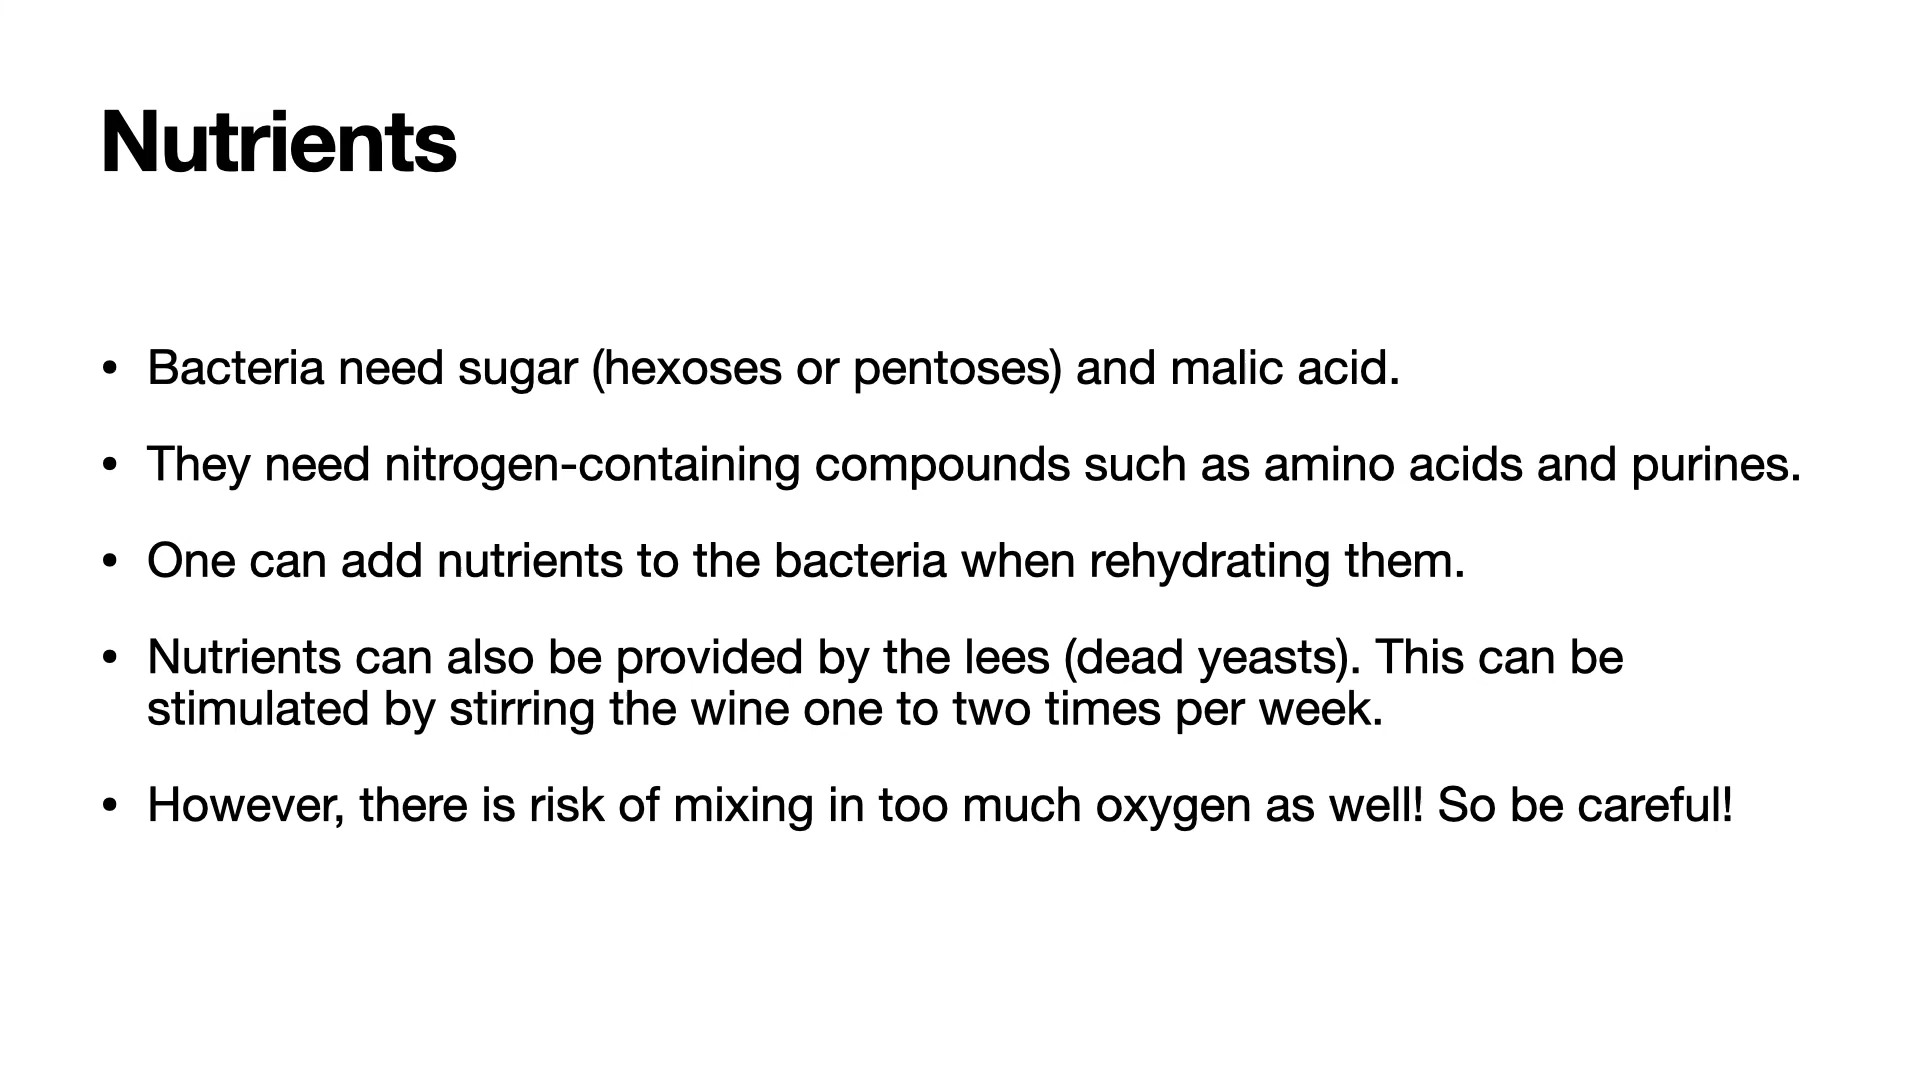 Nutrients
• Bacteria need sugar (hexoses or pentoses) and malic acid.
• They need nitrogen-containing compounds such as amino acids and purines.
• One can add nutrients to the bacteria when rehydrating them.
• Nutrients can also be provided by the lees (dead yeasts). This can be
stimulated by stirring the wine one to two times per week.
• However, there is risk of mixing in too much oxygen as well! So be careful!